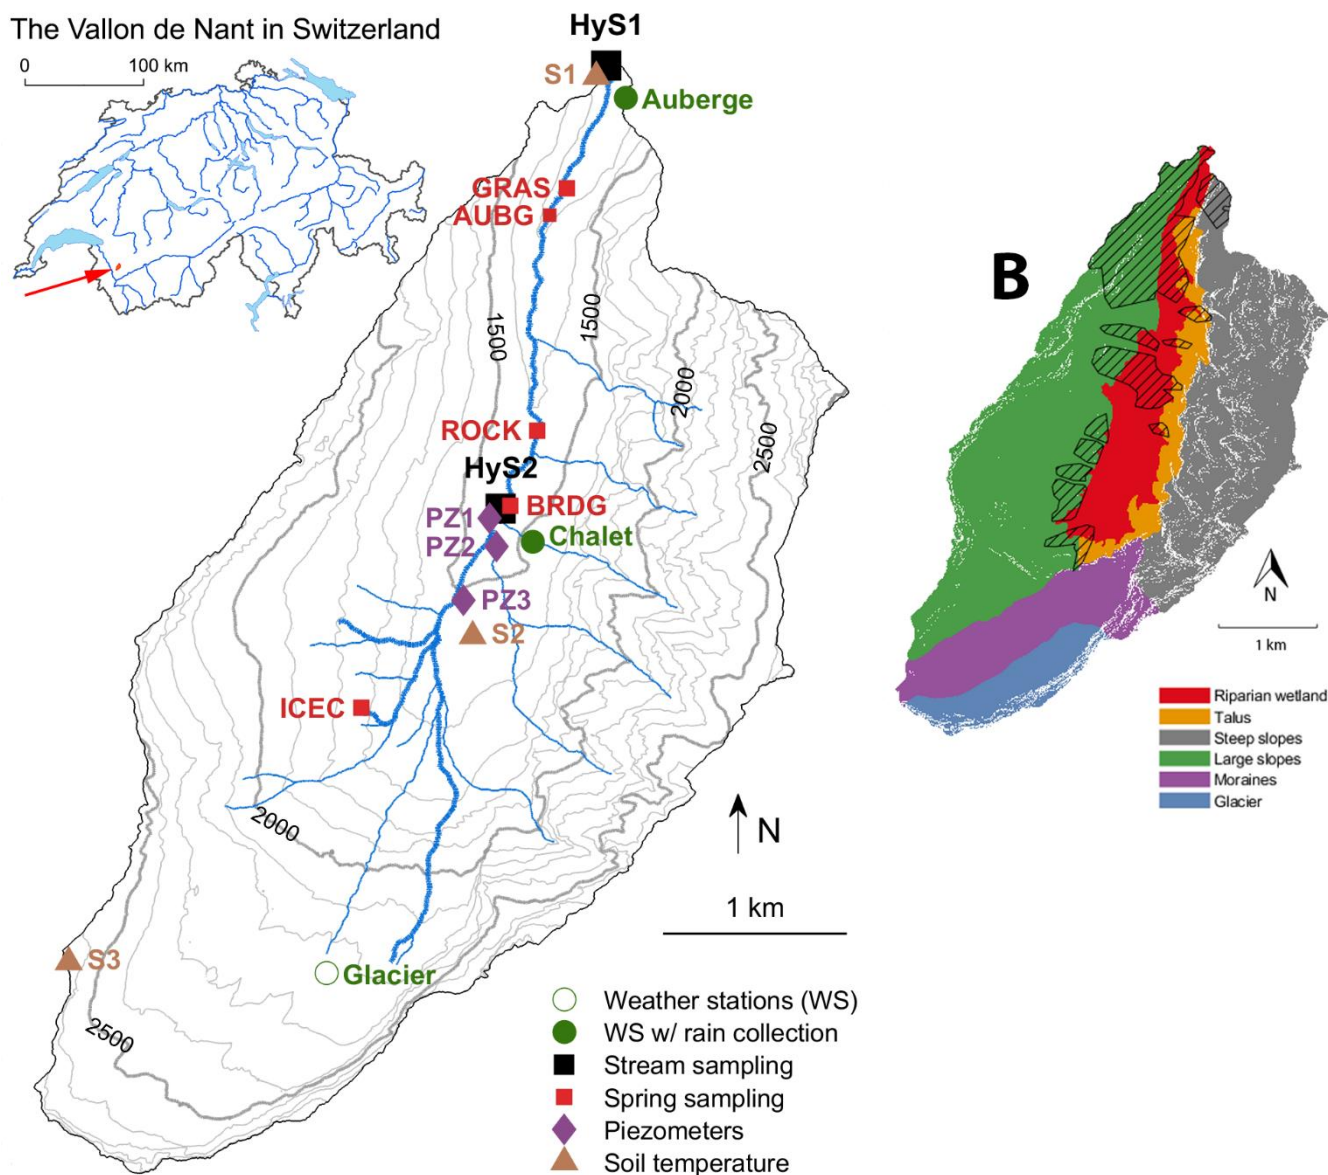 The Vallon de Nant in Switzerland
0 100 km
HyS1
S1
Auberge
GRAS
AUBG
1500
1500
2000
2500
ROCK
HyS2
BRDG
PZ1
Chalet
PZ2
PZ3
S2
ICEC
2000
N
1 km
S3
Glacier
2500
Weather stations (WS)
WS w/ rain collection
Stream sampling
Spring sampling
Piezometers
Soil temperature
B
N
1 km
Riparian wetland
Talus
Steep slopes
Large slopes
Moraines
Glacier